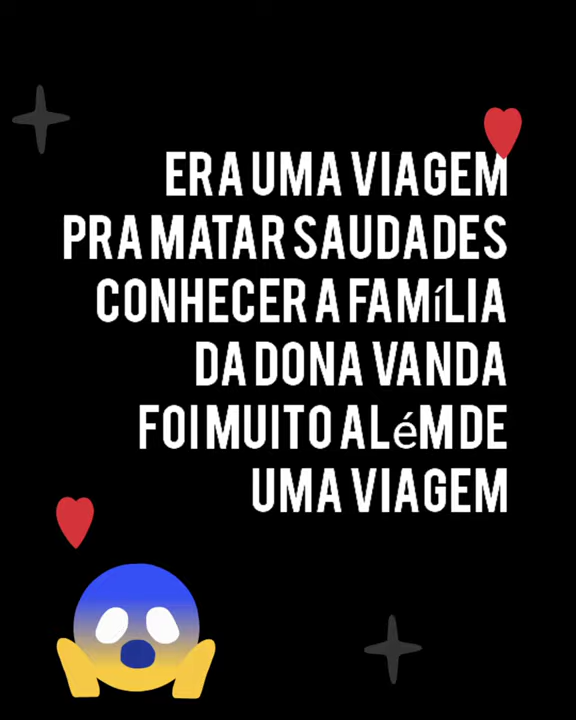 ERA UMA VIAGEM
PRA MATAR SAUDADES
CONHECER A FAMíLIA
DA DONA VANDA
FOI MUITO ALéM DE
UMA VIAGEM